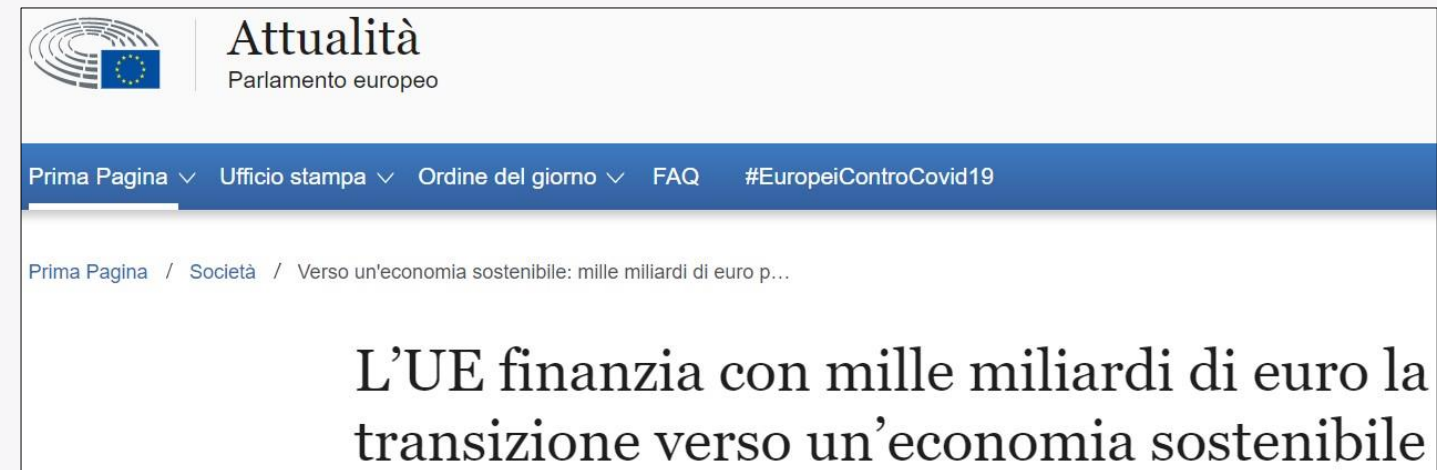 Attualità
Parlamento europeo
Prima Pagina Ufficio stampa Ordine del giorno FAQ #EuropeiControCovid19
Prima Pagina / Società / Verso un'economia sostenibile: mille miliardi di euro p…
L’UE finanzia con mille miliardi di euro la
transizione verso un’economia sostenibile